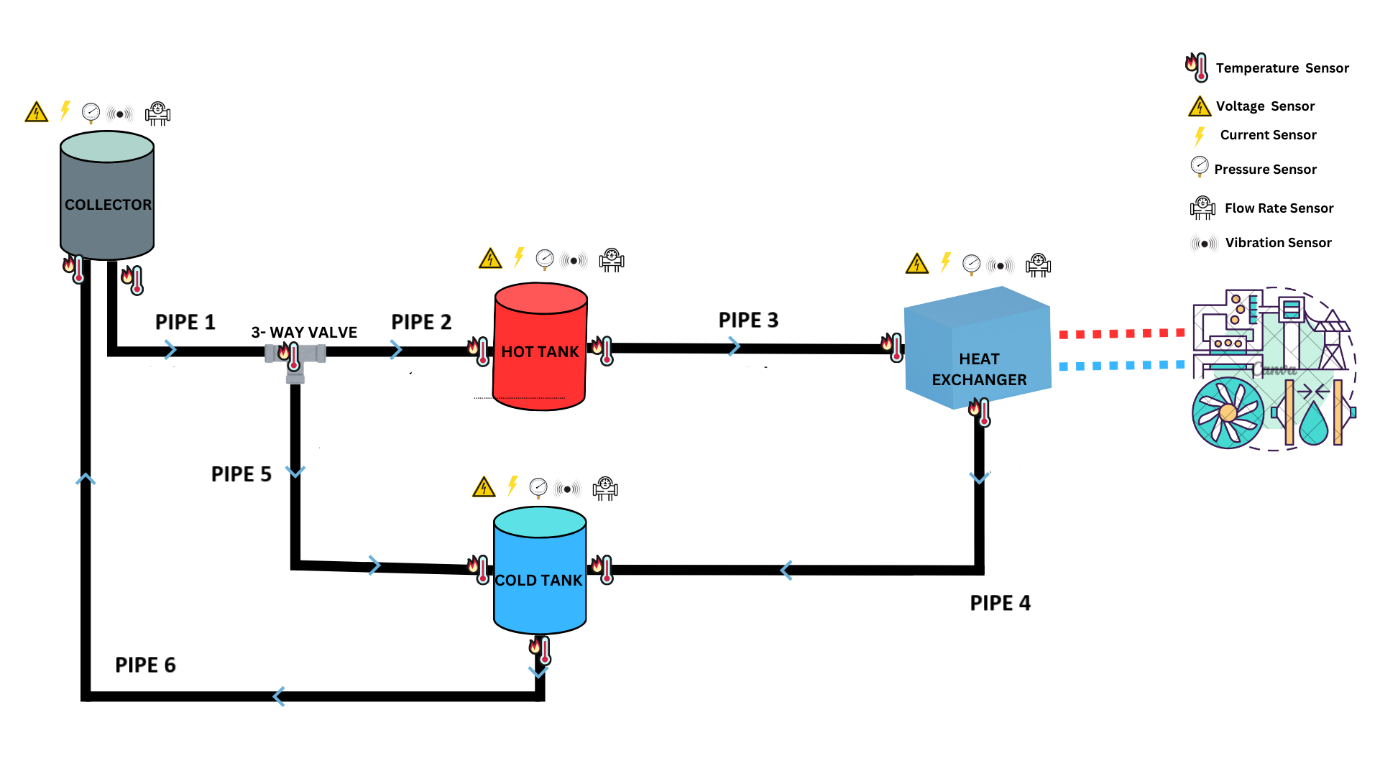 Temperature Sensor
Voltage Sensor
Current Sensor
Pressure Sensor
Flow Rate Sensor
Vibration Sensor
COLLECTOR
PIPE 1
3- WAY VALVE
PIPE 2
HOT TANK
PIPE 3
HEAT
EXCHANGER
Canva
PIPE 5
COLD TANK
PIPE 4
PIPE 6